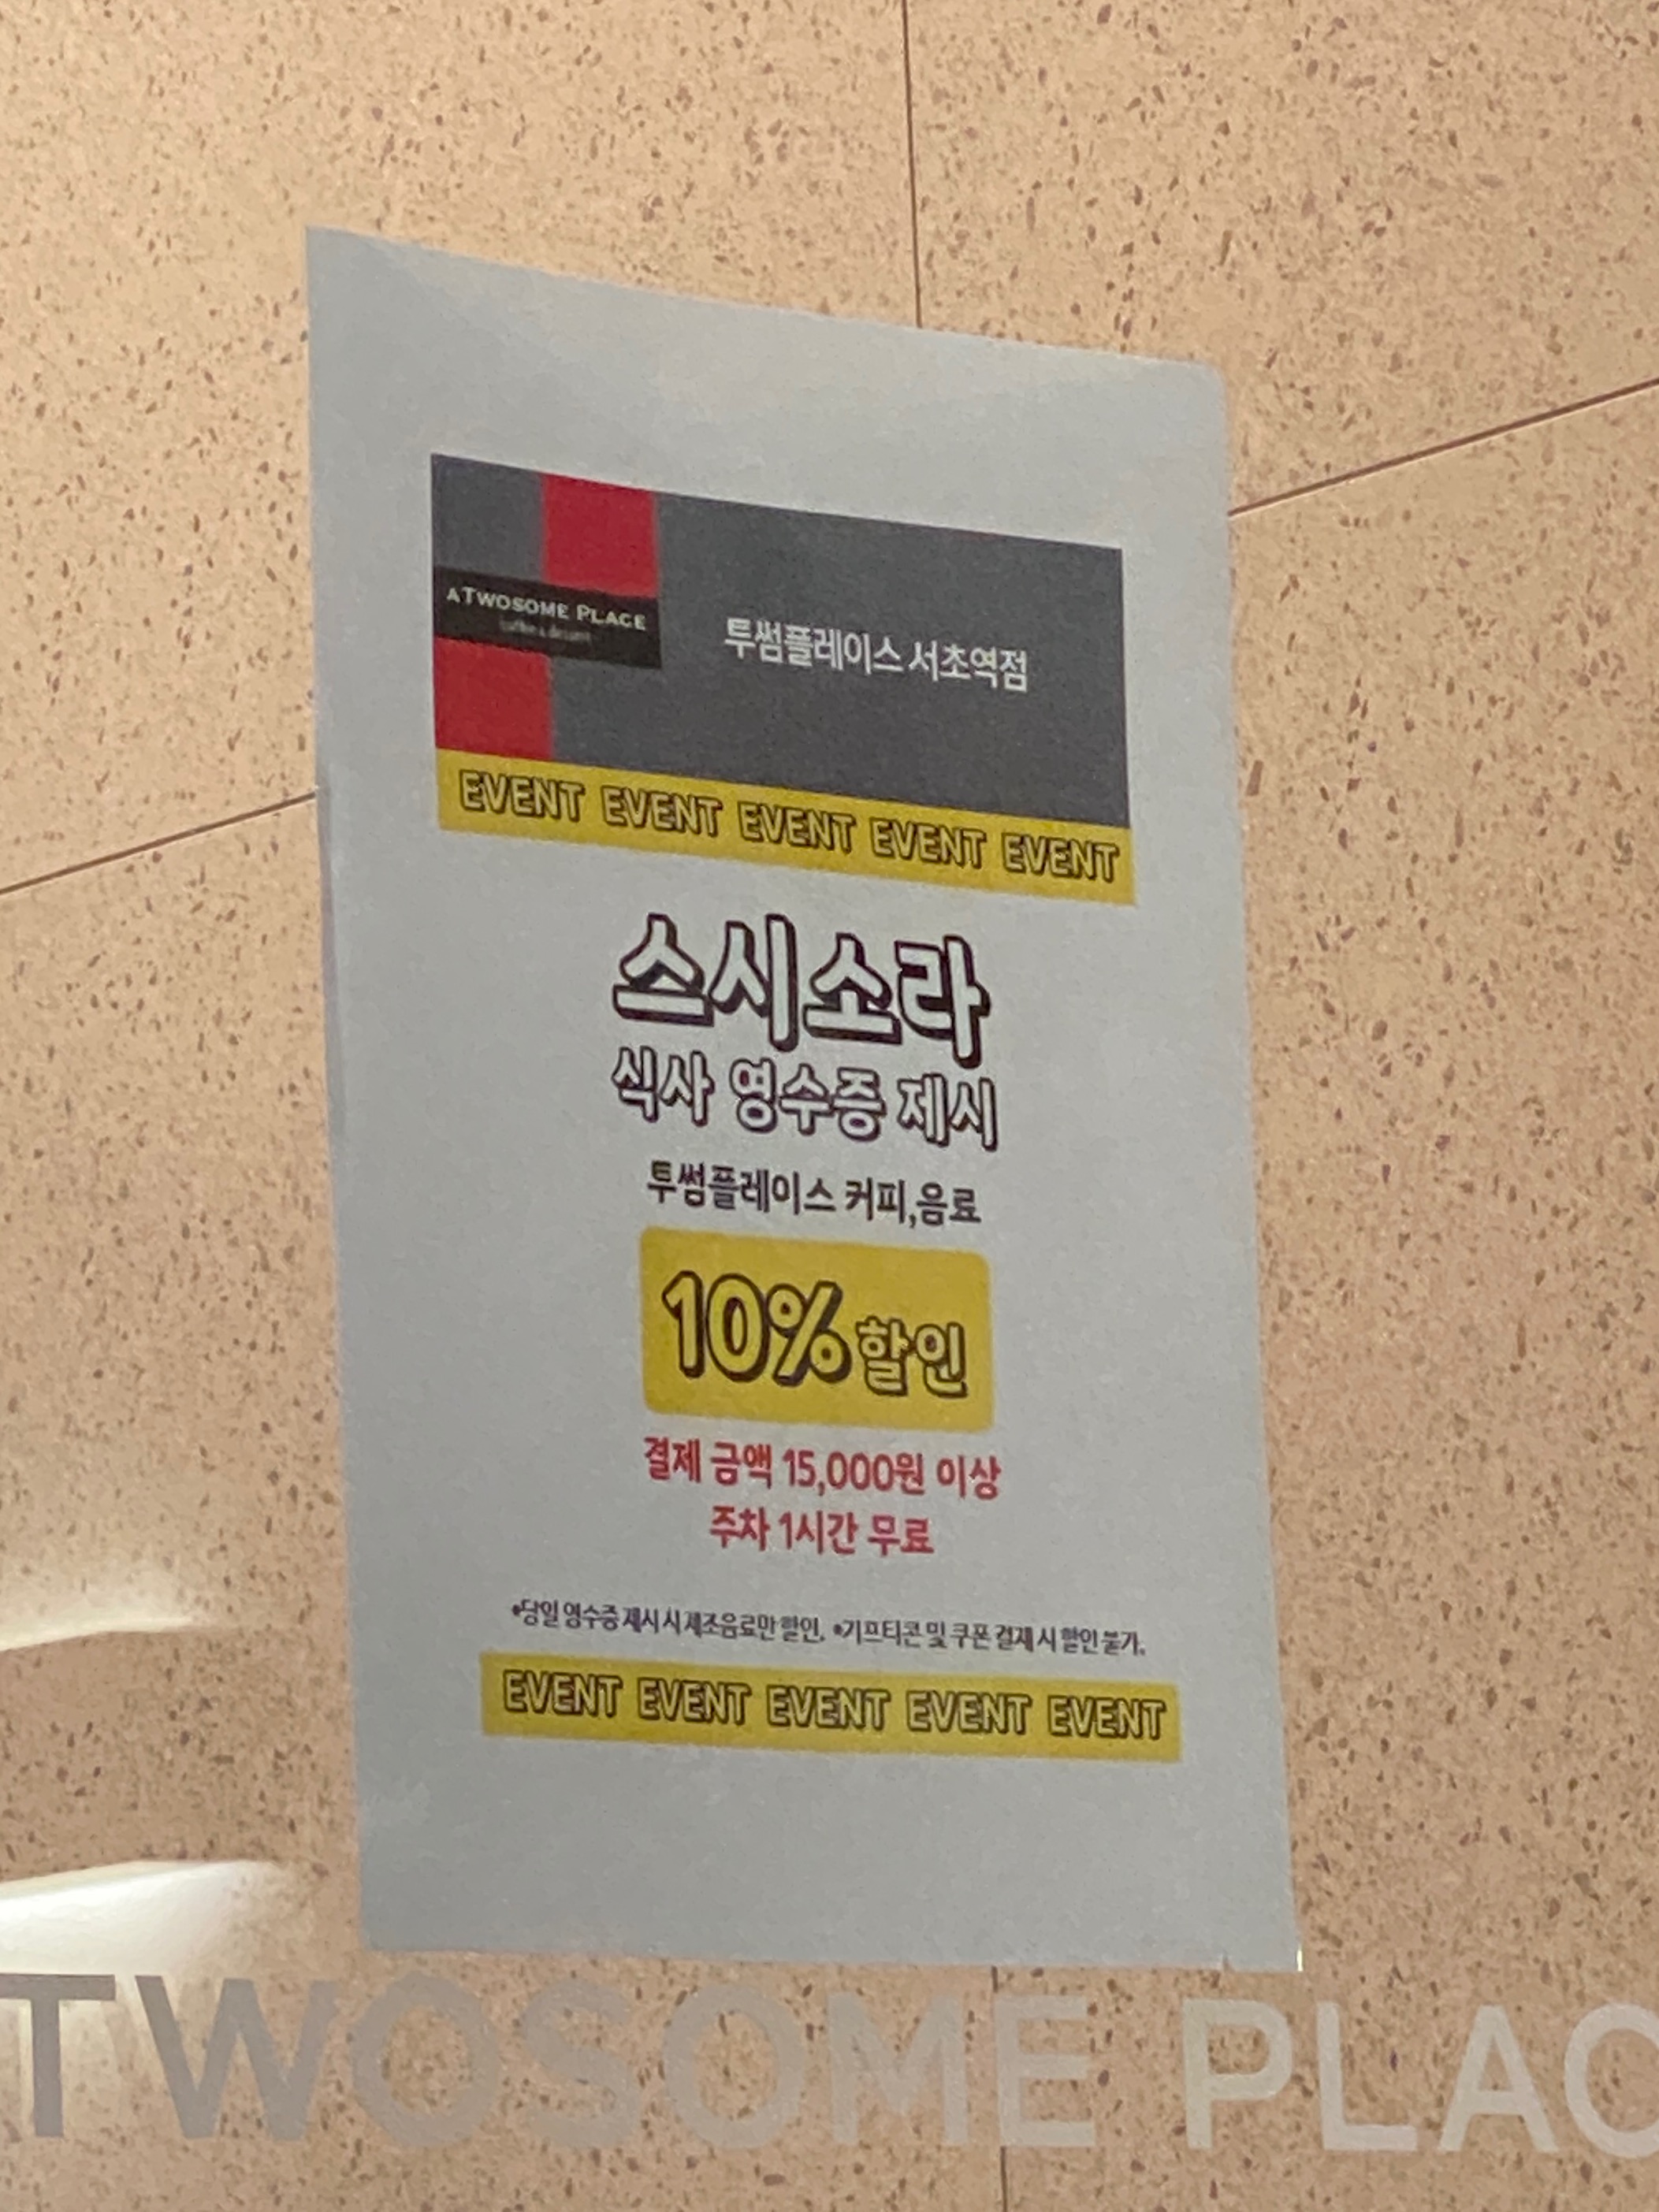 A TWOSOME PLACE
coffee & dessert
투썸플레이스 서초역점
EVENT EVENT EVENT EVENT EVENT
스시소라
식사 영수증 제시
투썸플레이스 커피,음료
10% 할인
결제 금액 15,000원 이상
주차 1시간 무료
*당일 영수증 제시 시 제조음료만 할인. *기프티콘 및 쿠폰 결제 시 할인 불가.
EVENT EVENT EVENT EVENT EVENT
TWOSOME PLAC